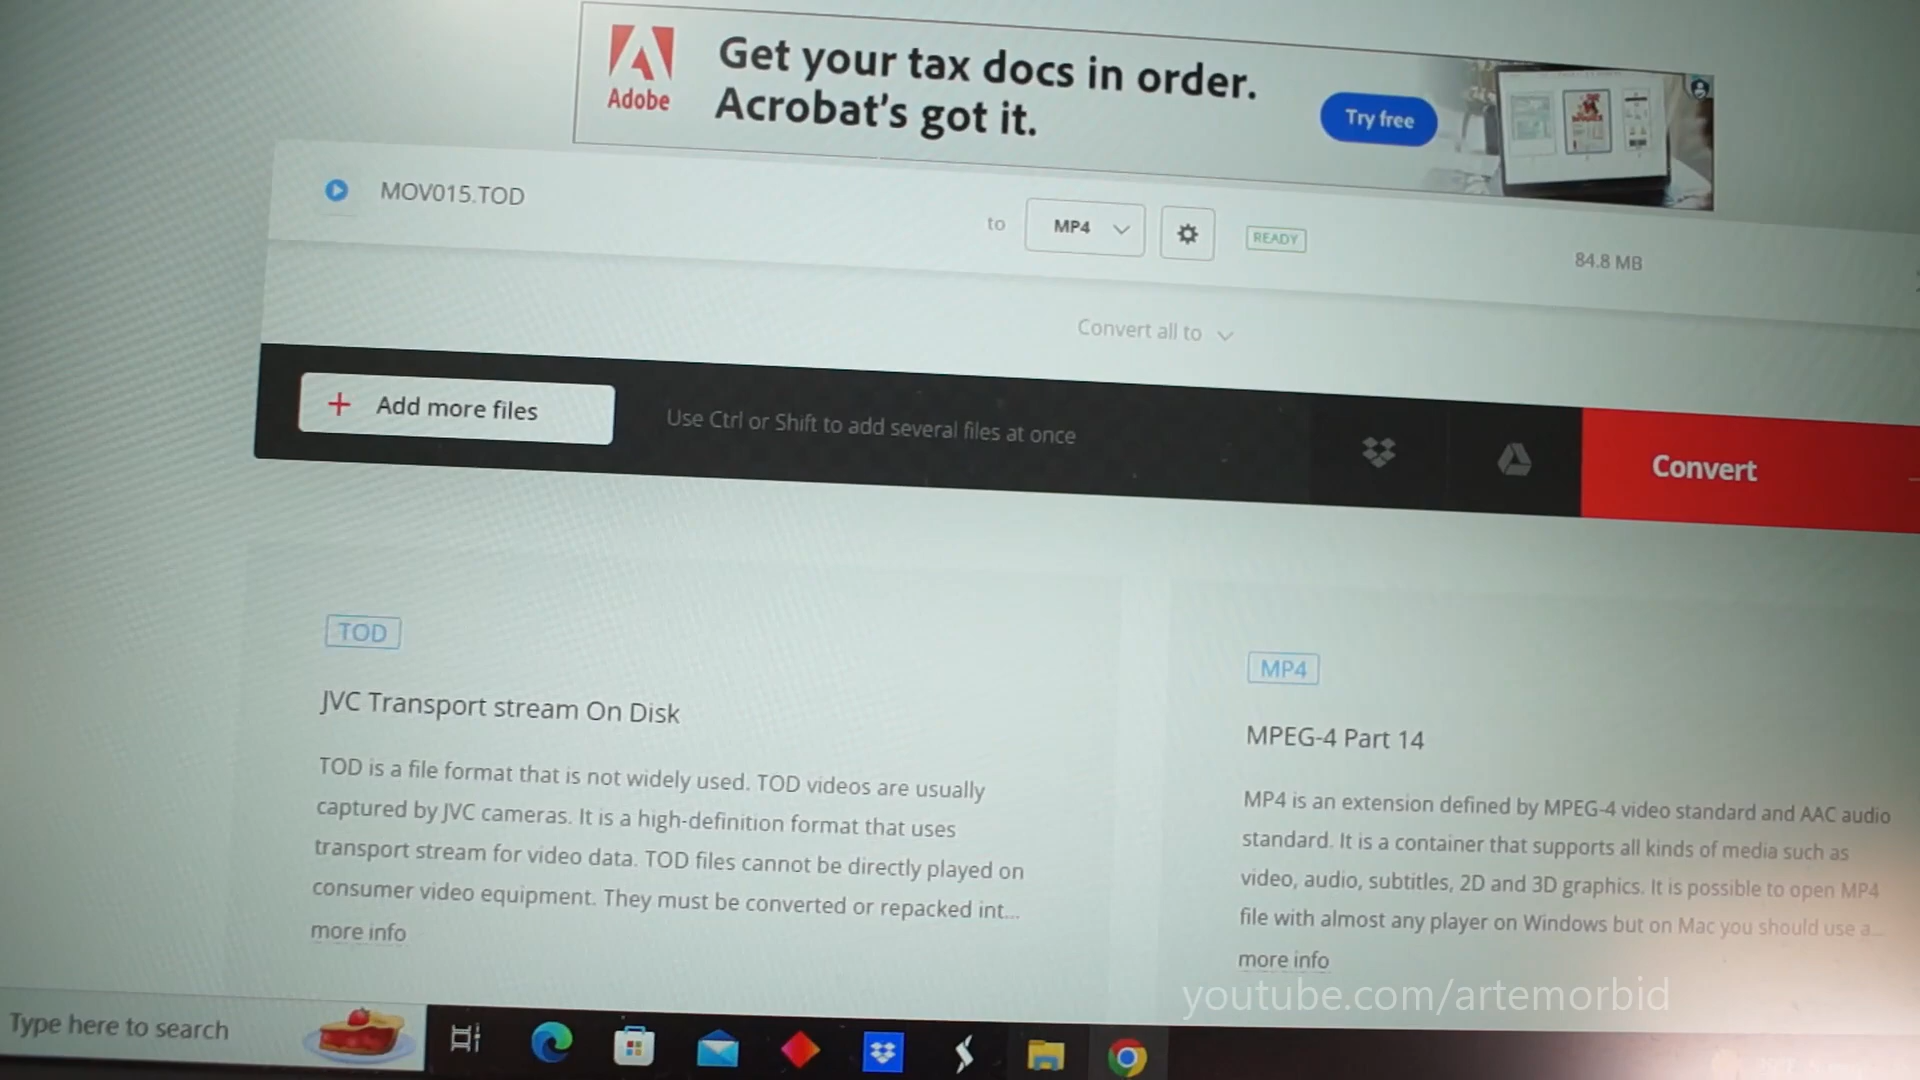 Adobe
Get your tax docs in order.
Acrobat's got it.
Try free
MOV015.TOD
to
MP4
READY
84.8 MB
Convert all to
Add more files
Use Ctrl or Shift to add several files at once
Convert
TOD
JVC Transport stream On Disk
TOD is a file format that is not widely used. TOD videos are usually
captured by JVC cameras. It is a high-definition format that uses
transport stream for video data. TOD files cannot be directly played on
consumer video equipment. They must be converted or repacked int...
more info
MP4
MPEG-4 Part 14
MP4 is an extension defined by MPEG-4 video standard and AAC audio
standard. It is a container that supports all kinds of media such as
video, audio, subtitles, 2D and 3D graphics. It is possible to open MP4
file with almost any player on Windows but on Mac you should use a...
more info
youtube.com/artemorbid
Type here to search